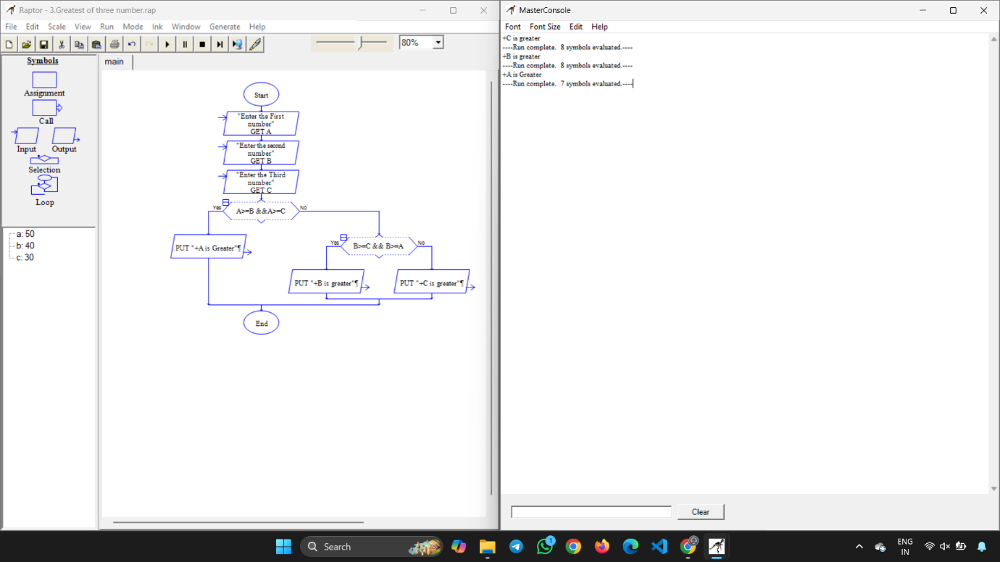 Raptor - 3.Greatest of three number.rap
File Edit Scale View Run Mode Ink Window Generate Help
80%
Symbols
Assignment
Call
Input Output
Selection
Loop
a: 50
b: 40
c: 30
main
Start
"Enter the First
number"
GET A
"Enter the second
number"
GET B
"Enter the Third
number"
GET C
Yes A>=B &&A>=C No
PUT "+A is Greater"¶
Yes B>=C && B>=A No
PUT "+B is greater"¶
PUT "+C is greater"¶
End
MasterConsole
Font Font Size Edit Help
+C is greater
----Run complete. 8 symbols evaluated.----
+B is greater
----Run complete. 8 symbols evaluated.----
+A is Greater
----Run complete. 7 symbols evaluated.----
Clear
Search
1
ENG
IN